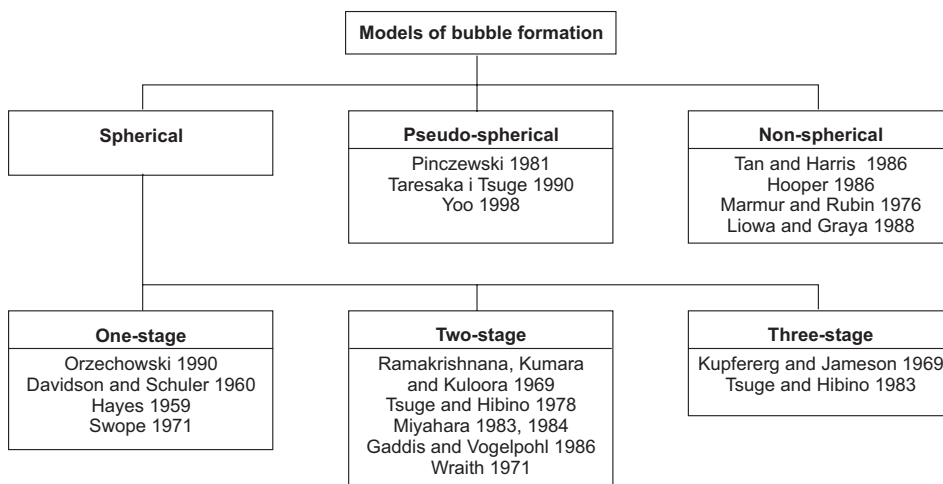 Models of bubble formation
Spherical
Pseudo-spherical
Pinczewski 1981
Taresaka i Tsuge 1990
Yoo 1998
Non-spherical
Tan and Harris 1986
Hooper 1986
Marmur and Rubin 1976
Liowa and Graya 1988
One-stage
Orzechowski 1990
Davidson and Schuler 1960
Hayes 1959
Swope 1971
Two-stage
Ramakrishnana, Kumara
and Kuloora 1969
Tsuge and Hibino 1978
Miyahara 1983, 1984
Gaddis and Vogelpohl 1986
Wraith 1971
Three-stage
Kupfererg and Jameson 1969
Tsuge and Hibino 1983